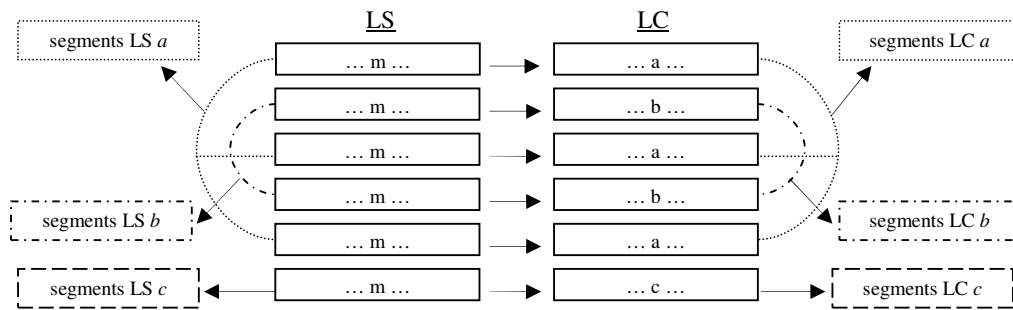 LS LC
segments LS a segments LC a
… m … … a …
… m … … b …
… m … … a …
… m … … b …
segments LS b segments LC b
… m … … a …
segments LS c … m … … c … segments LC c